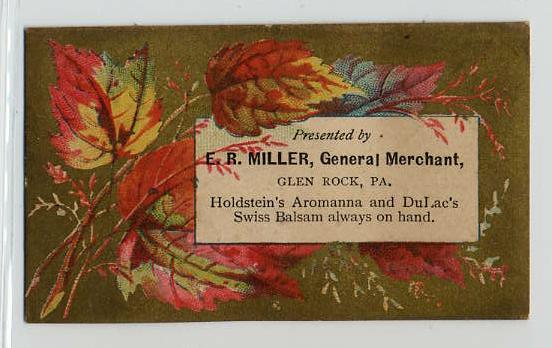 Presented by
E. R. MILLER, General Merchant,
GLEN ROCK, PA.
Holdstein's Aromanna and DuLac's
Swiss Balsam always on hand.